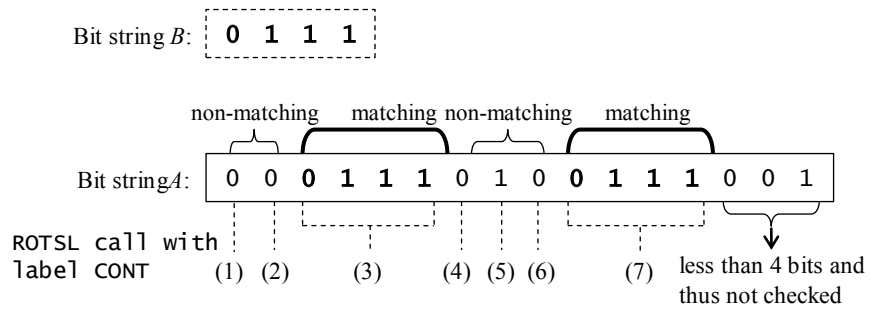 Bit string B: 0 1 1 1
non-matching matching non-matching matching
Bit stringA: 0 0 0 1 1 1 0 1 0 0 1 1 1 0 0 1
ROTSL call with
label CONT (1) (2) (3) (4) (5) (6) (7)
less than 4 bits and
thus not checked